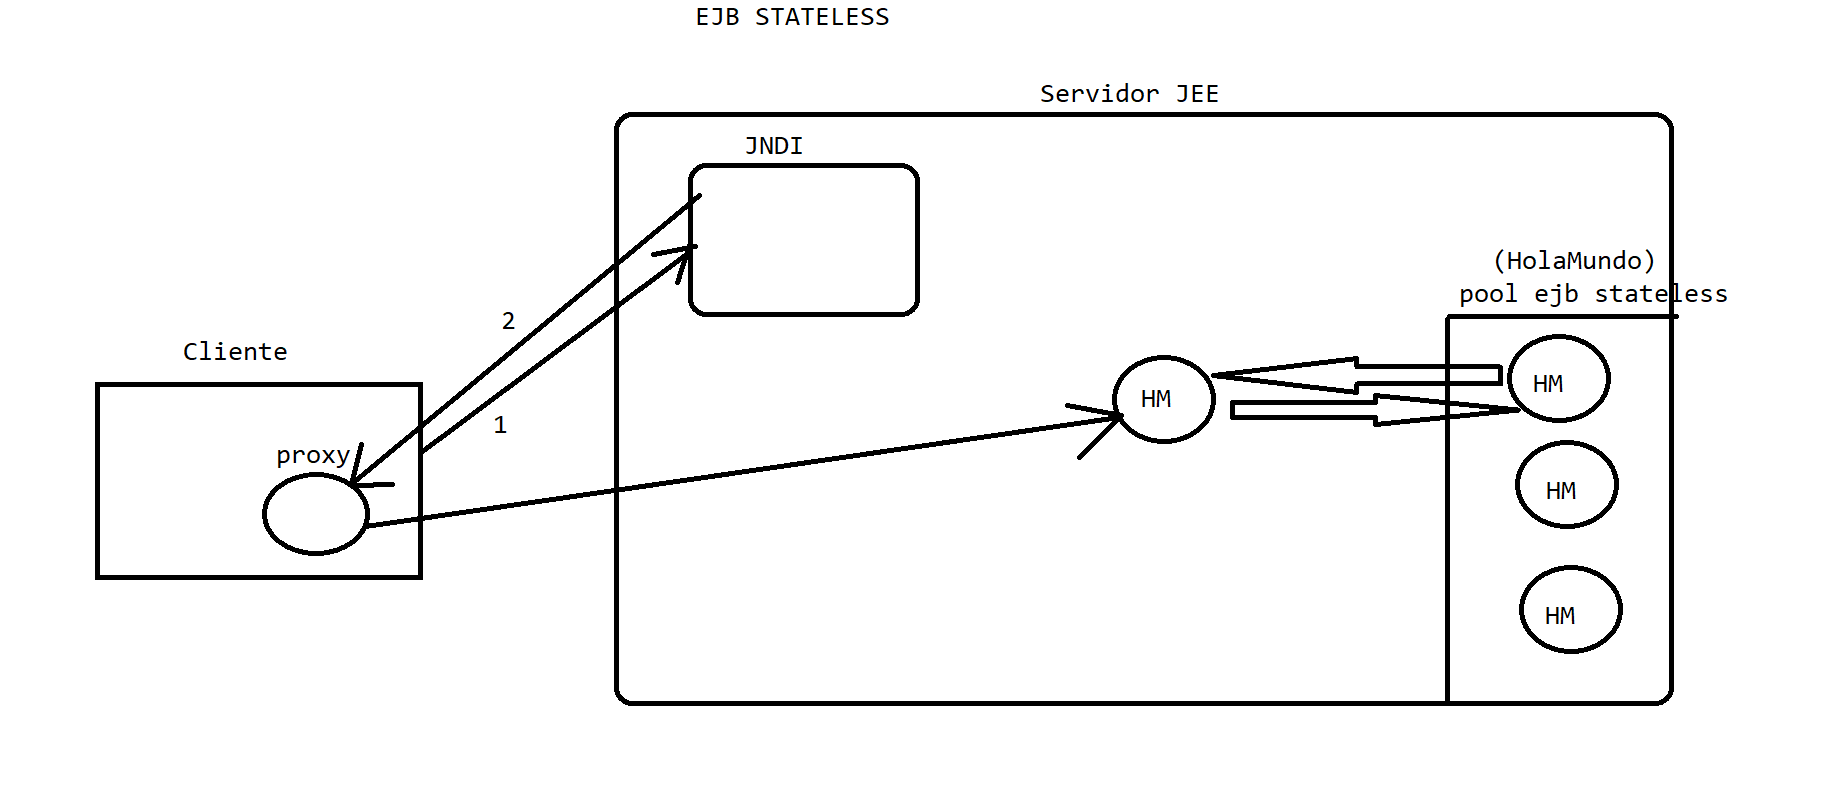 EJB STATELESS
Servidor JEE
JNDI
(HolaMundo)
pool ejb stateless
2
Cliente
1
proxy
HM
HM
HM
HM